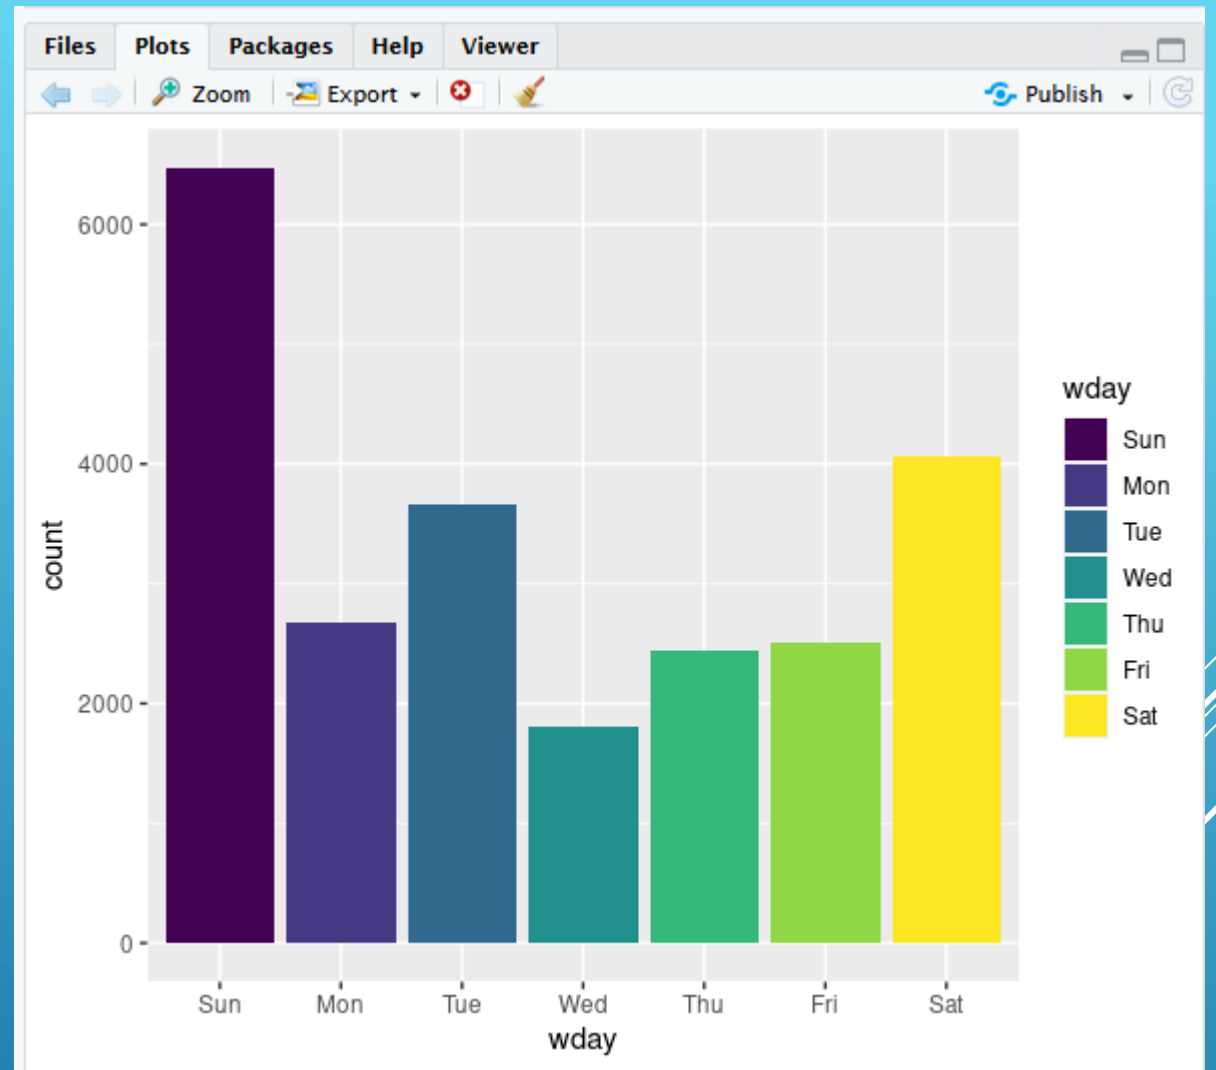 Files Plots Packages Help Viewer
Zoom Export Publish
6000
4000
2000
0
count
Sun Mon Tue Wed Thu Fri Sat
wday
wday
Sun
Mon
Tue
Wed
Thu
Fri
Sat